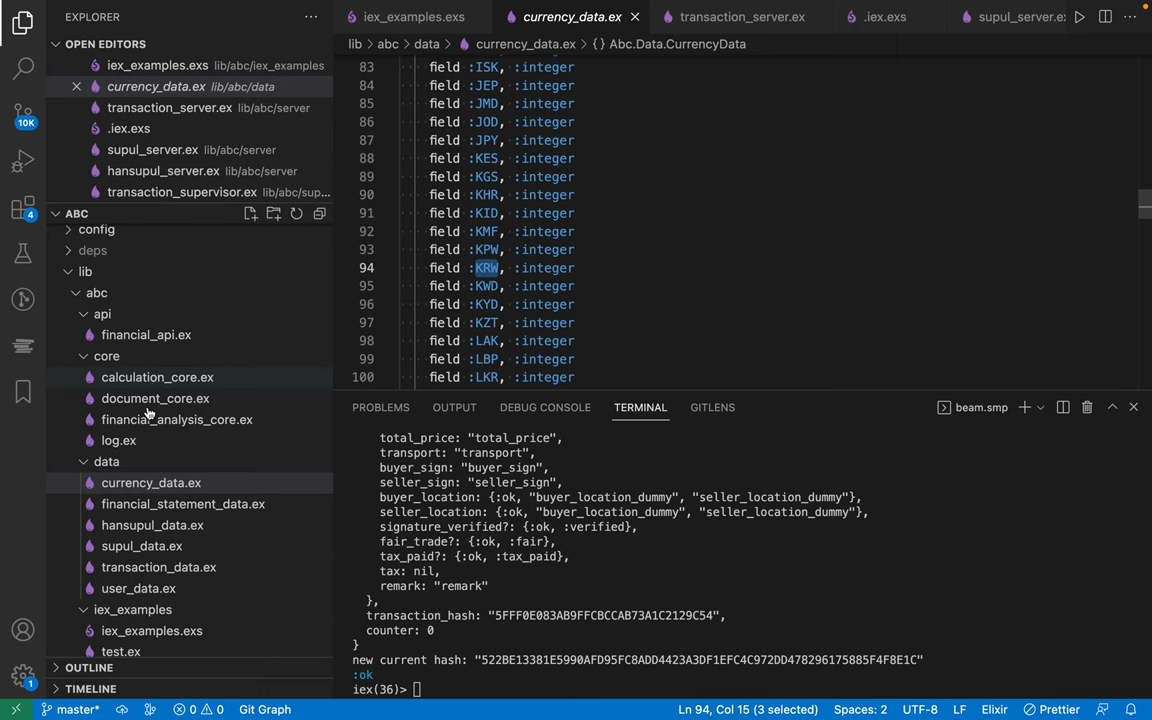 EXPLORER
OPEN EDITORS
iex_examples.exs lib/abc/iex_examples
currency_data.ex lib/abc/data
transaction_server.ex lib/abc/server
.iex.exs
supul_server.ex lib/abc/server
hansupul_server.ex lib/abc/server
transaction_supervisor.ex lib/abc/sup...
10K
4
1
ABC
config
deps
lib
abc
api
financial_api.ex
core
calculation_core.ex
document_core.ex
financial_analysis_core.ex
log.ex
data
currency_data.ex
financial_statement_data.ex
hansupul_data.ex
supul_data.ex
transaction_data.ex
user_data.ex
iex_examples
iex_examples.exs
test.ex
OUTLINE
TIMELINE
iex_examples.exs currency_data.ex transaction_server.ex .iex.exs supul_server.ex
lib > abc > data > currency_data.ex > {} Abc.Data.CurrencyData
83 field :ISK, :integer
84 field :JEP, :integer
85 field :JMD, :integer
86 field :JOD, :integer
87 field :JPY, :integer
88 field :KES, :integer
89 field :KGS, :integer
90 field :KHR, :integer
91 field :KID, :integer
92 field :KMF, :integer
93 field :KPW, :integer
94 field :KRW, :integer
95 field :KWD, :integer
96 field :KYD, :integer
97 field :KZT, :integer
98 field :LAK, :integer
99 field :LBP, :integer
100 field :LKR, :integer
PROBLEMS OUTPUT DEBUG CONSOLE TERMINAL GITLENS beam.smp
total_price: "total_price",
transport: "transport",
buyer_sign: "buyer_sign",
seller_sign: "seller_sign",
buyer_location: {:ok, "buyer_location_dummy", "seller_location_dummy"},
seller_location: {:ok, "buyer_location_dummy", "seller_location_dummy"},
signature_verified?: {:ok, :verified},
fair_trade?: {:ok, :fair},
tax_paid?: {:ok, :tax_paid},
tax: nil,
remark: "remark"
},
transaction_hash: "5FFF0E083AB9FFCBCCAB73A1C2129C54",
counter: 0
}
new current hash: "522BE13381E5990AFD95FC8ADD4423A3DF1EFC4C972DD478296175885F4F8E1C"
:ok
iex(36)>
master* 0 0 Git Graph Ln 94, Col 15 (3 selected) Spaces: 2 UTF-8 LF Elixir Prettier